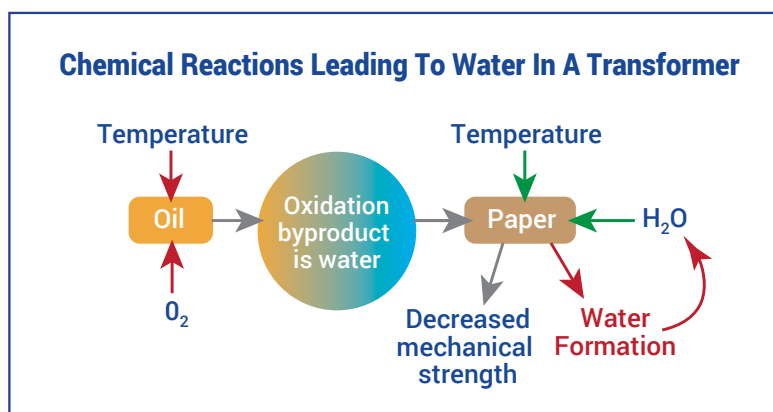 Chemical Reactions Leading To Water In A Transformer
Temperature
Temperature
Oil
Oxidation
byproduct
is water
Paper
H₂O
0₂
Decreased
mechanical
strength
Water
Formation